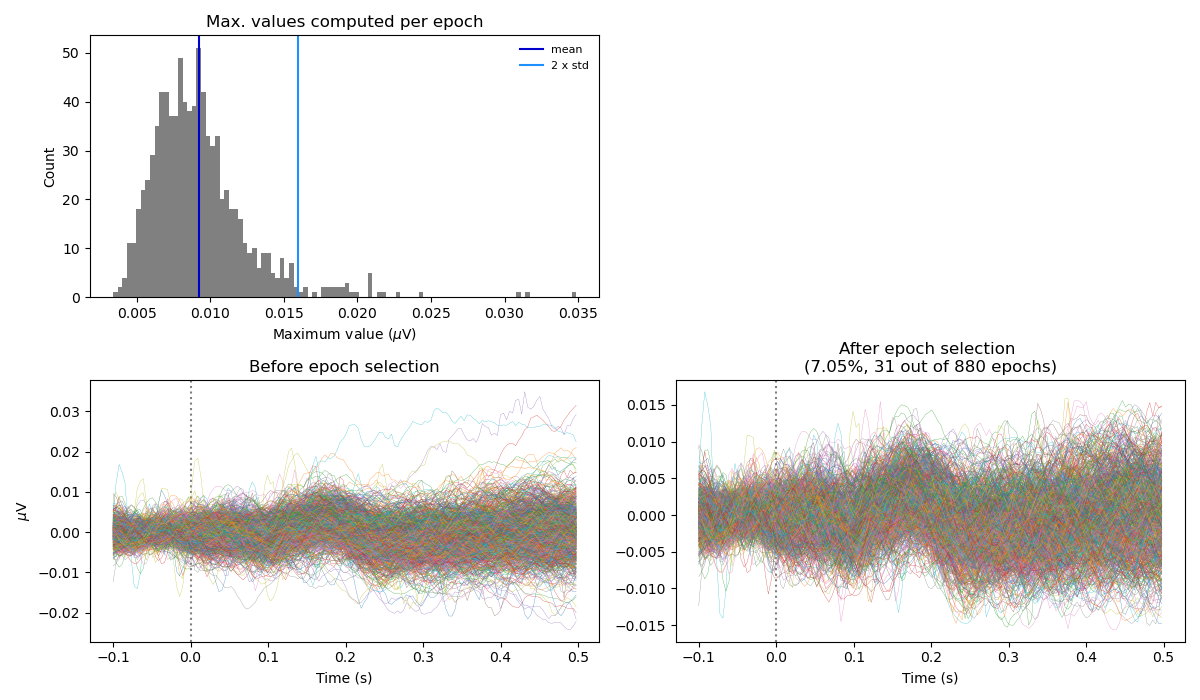 Max. values computed per epoch
mean
2 x std
Count
50
40
30
20
10
0
0.005 0.010 0.015 0.020 0.025 0.030 0.035
Maximum value (μV)
Before epoch selection
μV
0.03
0.02
0.01
0.00
−0.01
−0.02
−0.1 0.0 0.1 0.2 0.3 0.4 0.5
Time (s)
After epoch selection
(7.05%, 31 out of 880 epochs)
0.015
0.010
0.005
0.000
−0.005
−0.010
−0.015
−0.1 0.0 0.1 0.2 0.3 0.4 0.5
Time (s)